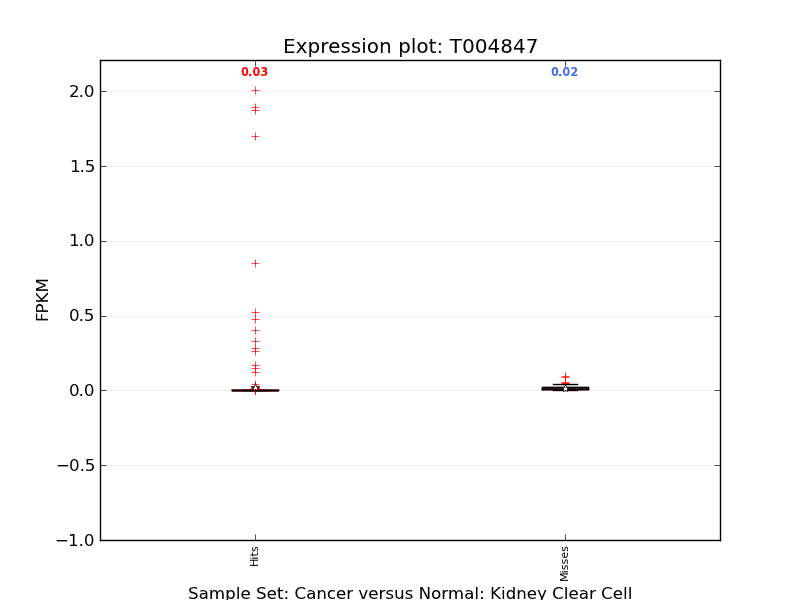 Expression plot: T004847
0.03
0.02
2.0
1.5
1.0
0.5
0.0
−0.5
−1.0
FPKM
Hits
Misses
Sample Set: Cancer versus Normal: Kidney Clear Cell